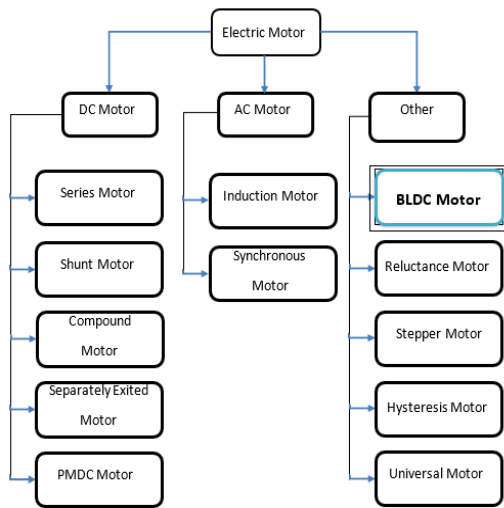 Electric Motor
DC Motor
AC Motor
Other
Series Motor
Induction Motor
BLDC Motor
Shunt Motor
Synchronous
Motor
Reluctance Motor
Compound
Motor
Stepper Motor
Separately Exited
Motor
Hysteresis Motor
PMDC Motor
Universal Motor